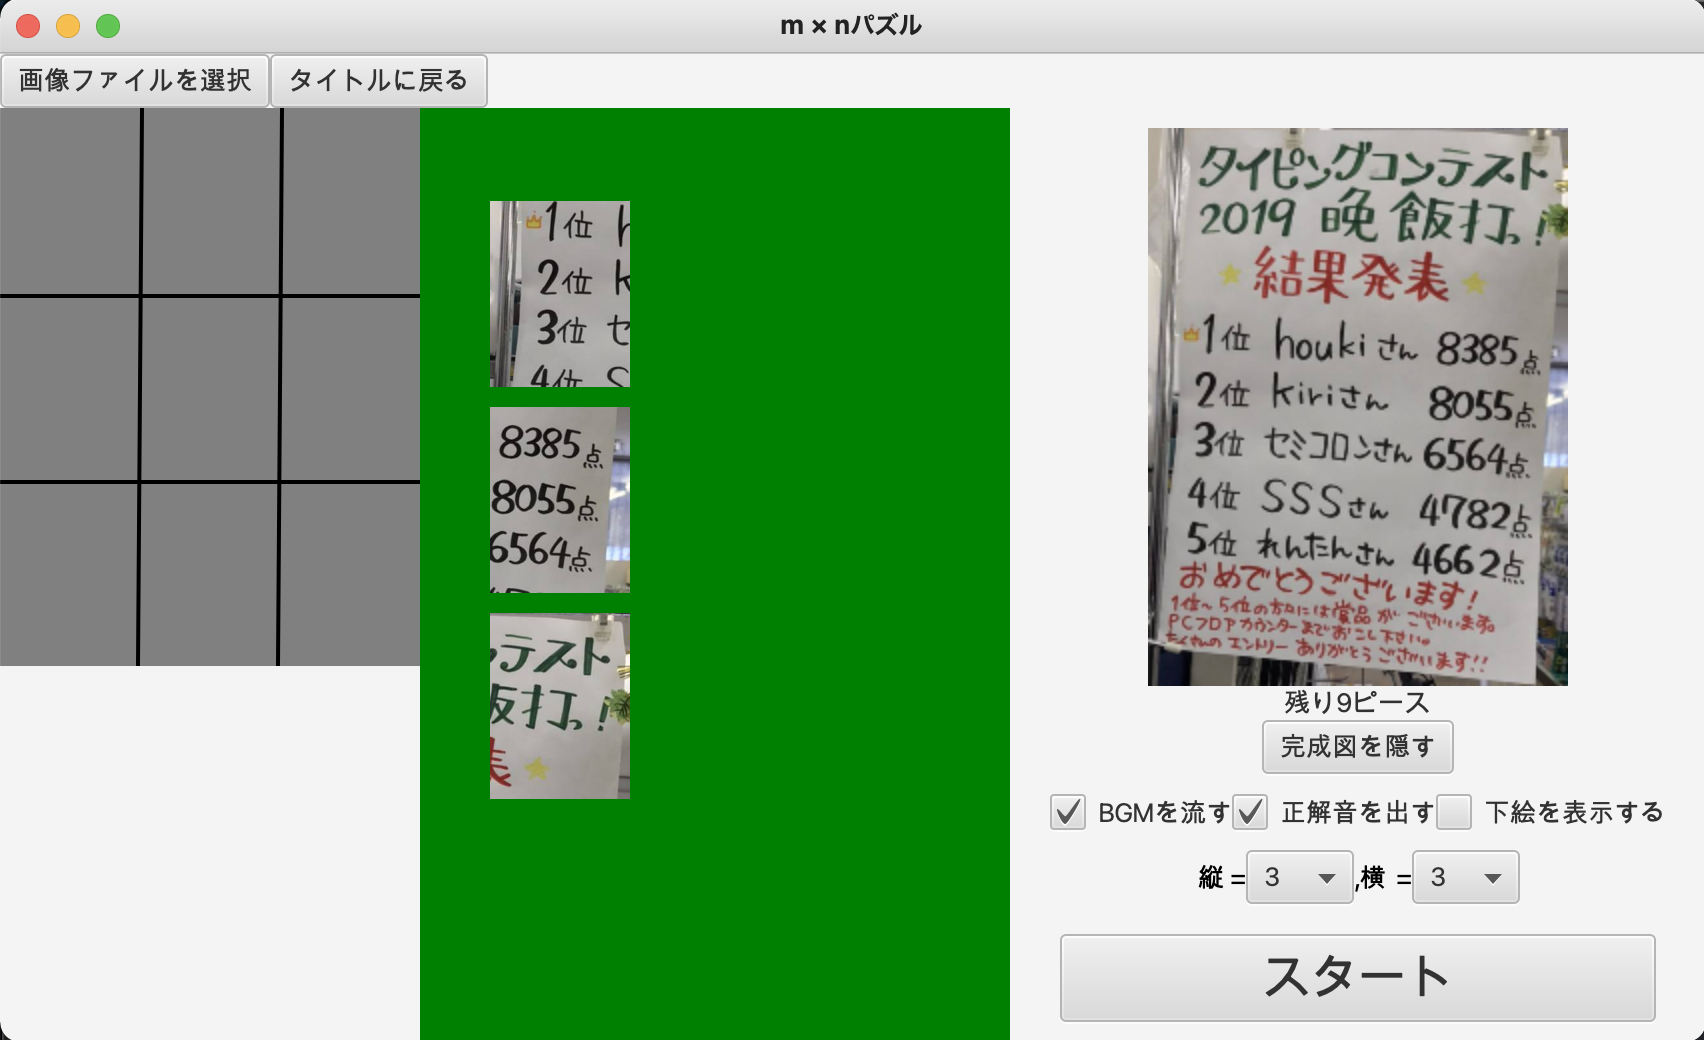 m × nパズル
画像ファイルを選択
タイトルに戻る
1位 h
2位 k
3位 セ
4位 S
8385点
8055点
6564点
ンテスト
飯打っ!
表
タイピングコンテスト
2019 晩飯打っ!
結果発表
1位 houkiさん 8385点
2位 kiriさん 8055点
3位 セミコロンさん 6564点
4位 SSSさん 4782点
5位 れんたんさん 4662点
おめでとうございます!
1位~5位の方々には賞品がございます。
PCフロアカウンターまでおこし下さい。
たくさんのエントリーありがとうございます!!
残り9ピース
完成図を隠す
BGMを流す 正解音を出す 下絵を表示する
縦 = 3 ,横 = 3
スタート